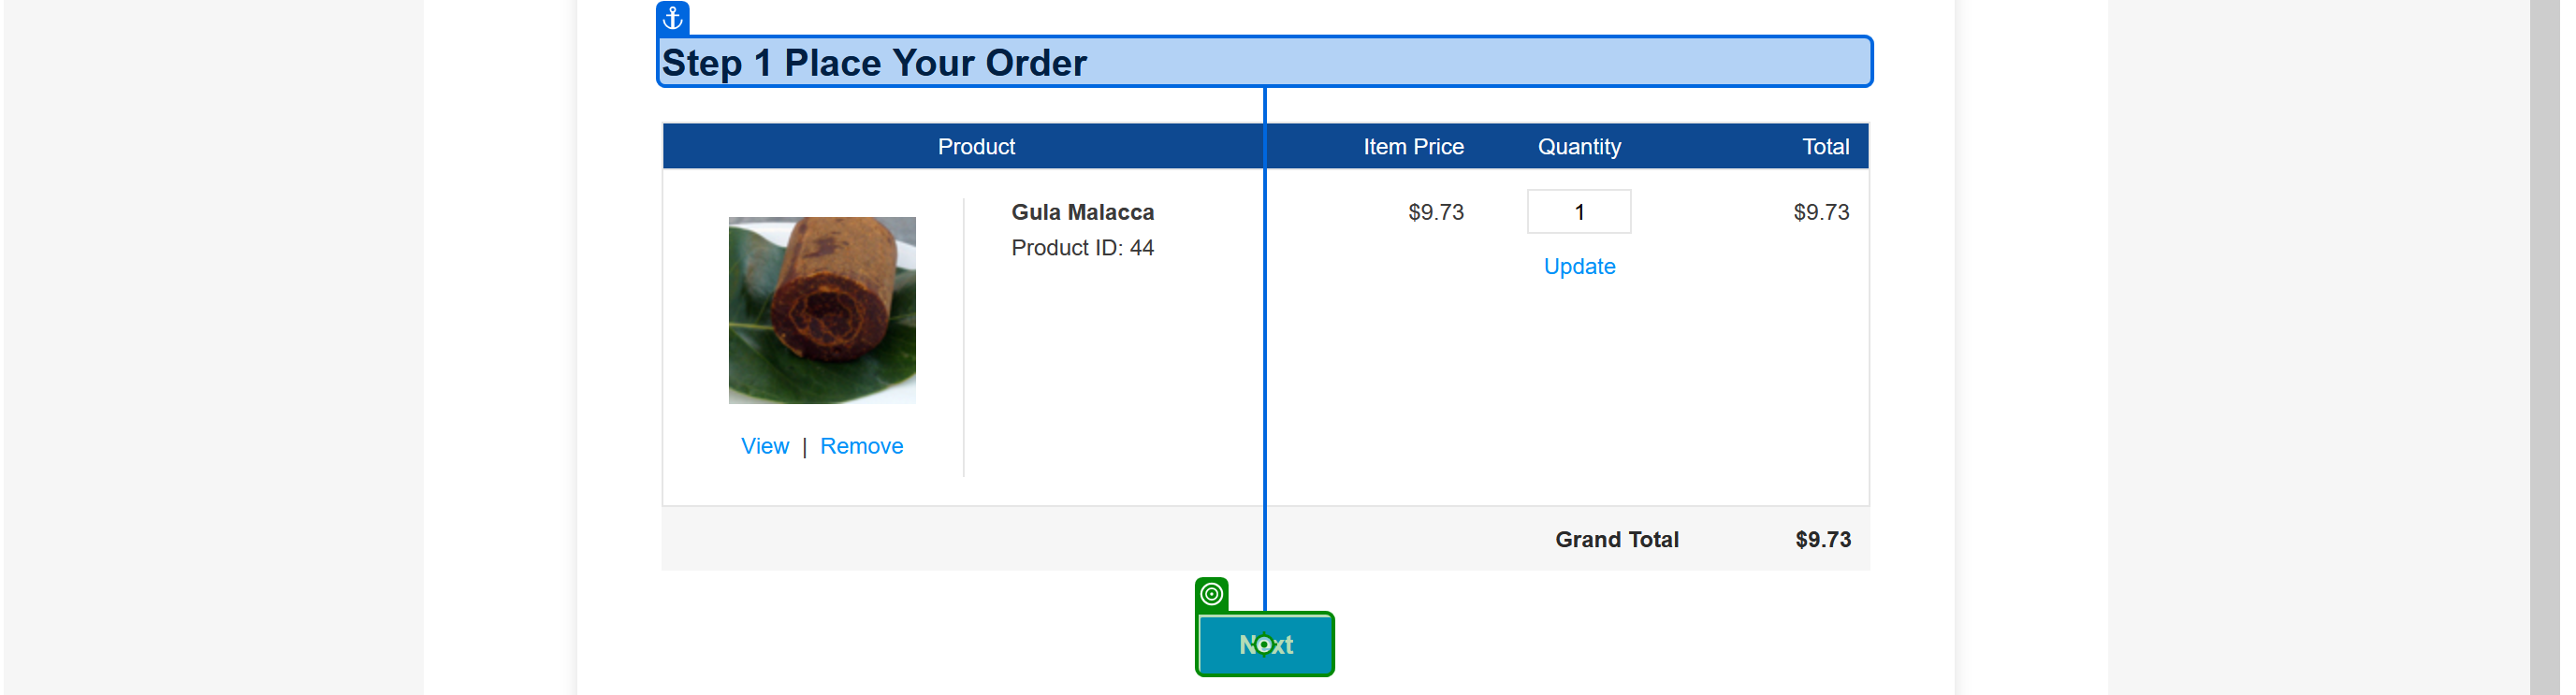 Step 1 Place Your Order
Product Item Price Quantity Total
Gula Malacca $9.73 1 $9.73
Product ID: 44
Update
View | Remove
Grand Total $9.73
Next